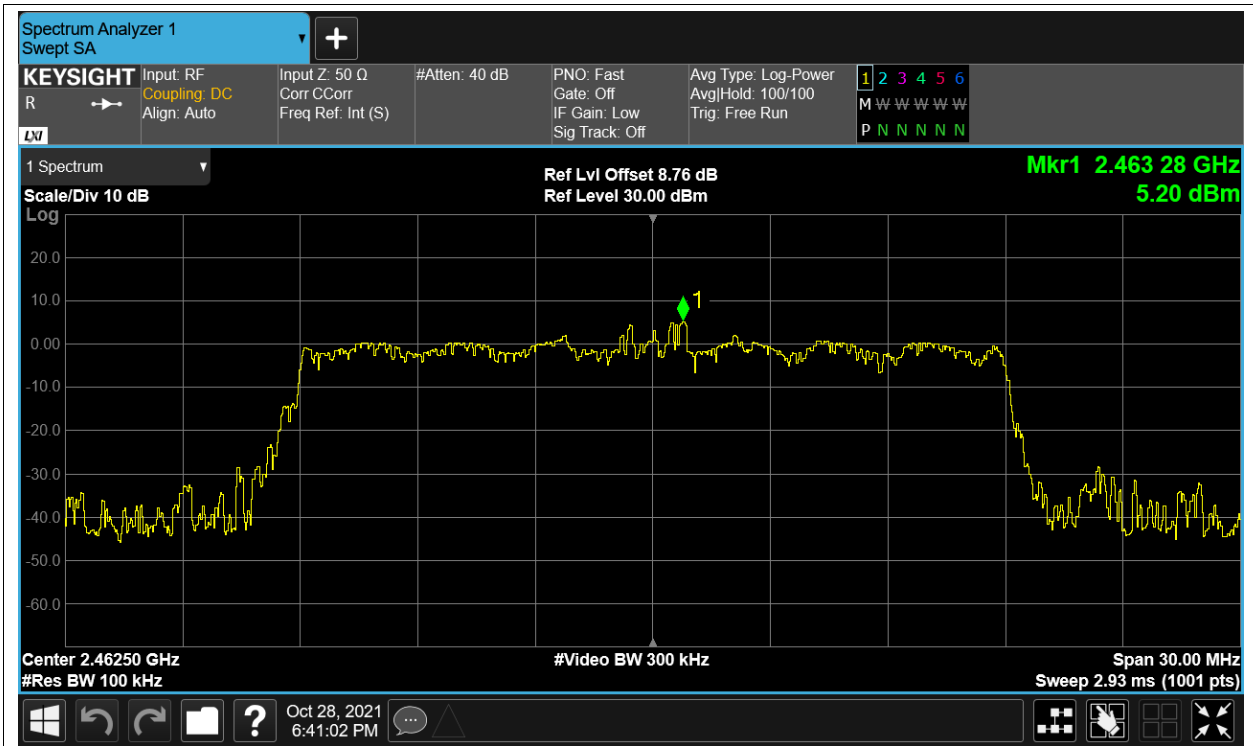 Spectrum Analyzer 1
Swept SA
+
KEYSIGHT
R
LXI
Input: RF
Coupling: DC
Align: Auto
Input Z: 50 Ω
Corr CCorr
Freq Ref: Int (S)
#Atten: 40 dB
PNO: Fast
Gate: Off
IF Gain: Low
Sig Track: Off
Avg Type: Log-Power
Avg|Hold: 100/100
Trig: Free Run
1 2 3 4 5 6
M W W W W W
P N N N N N
1 Spectrum
Scale/Div 10 dB
Log
Ref Lvl Offset 8.76 dB
Ref Level 30.00 dBm
Mkr1 2.463 28 GHz
5.20 dBm
20.0
10.0
0.00
-10.0
-20.0
-30.0
-40.0
-50.0
-60.0
1
Center 2.46250 GHz
#Res BW 100 kHz
#Video BW 300 kHz
Span 30.00 MHz
Sweep 2.93 ms (1001 pts)
?
Oct 28, 2021
6:41:02 PM